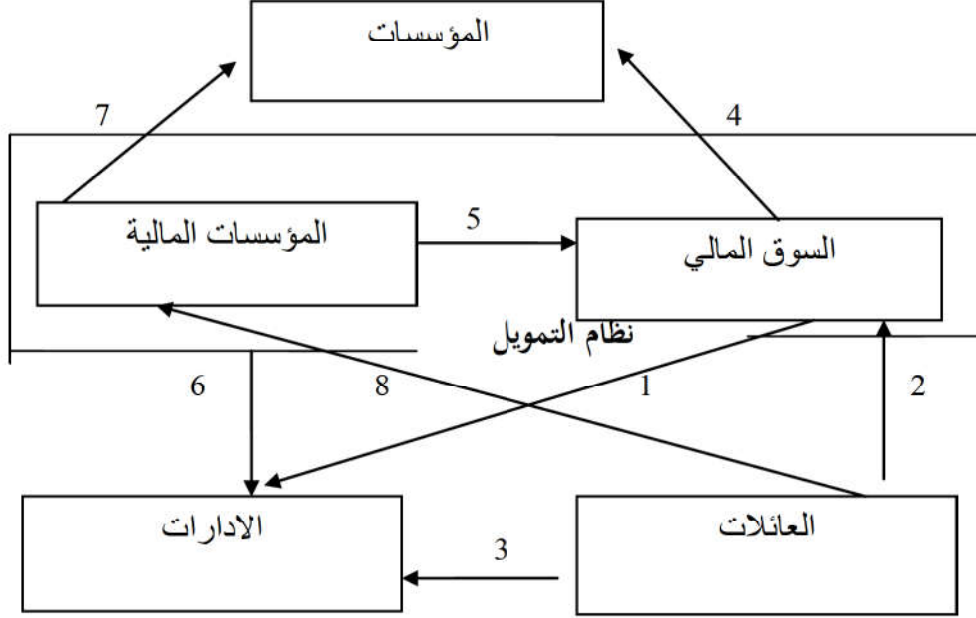 المؤسسات
7
4
المؤسسات المالية
5
السوق المالي
نظام التمويل
6
8
1
2
الادارات
3
العائلات